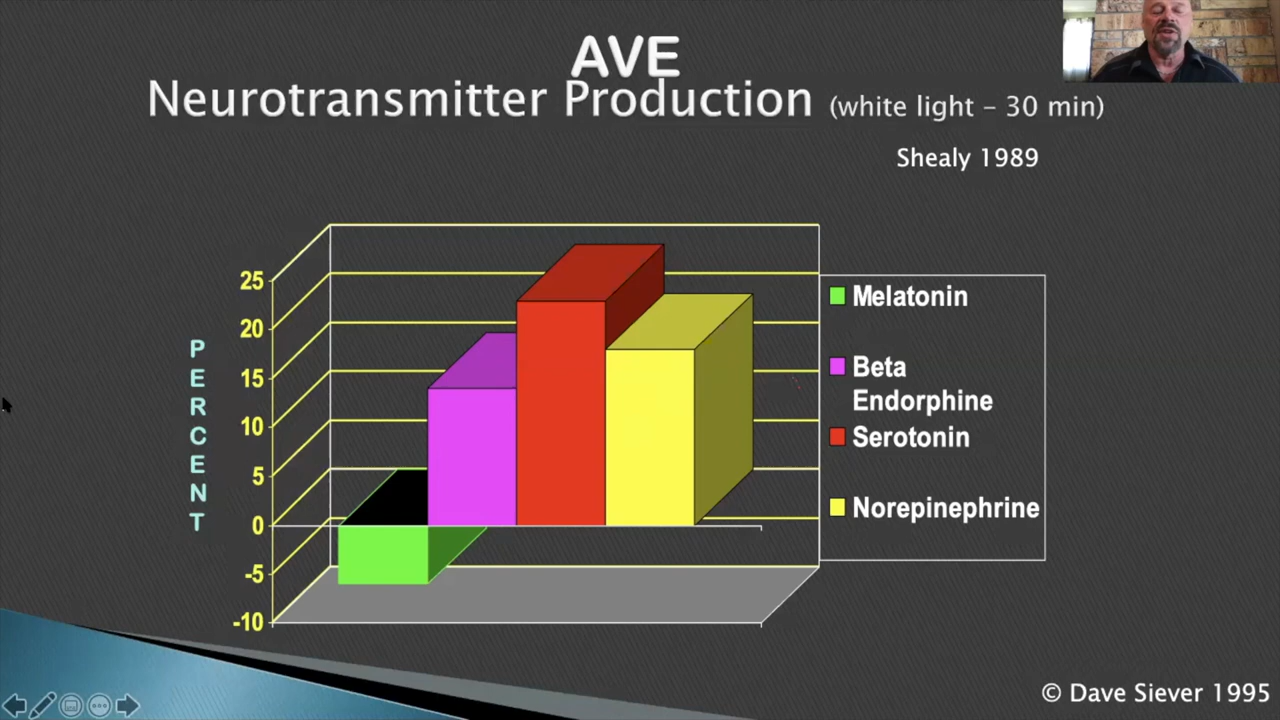 AVE
Neurotransmitter Production (white light – 30 min)
Shealy 1989
25
20
15
10
5
0
-5
-10
PERCENT
Melatonin
Beta
Endorphine
Serotonin
Norepinephrine
© Dave Siever 1995